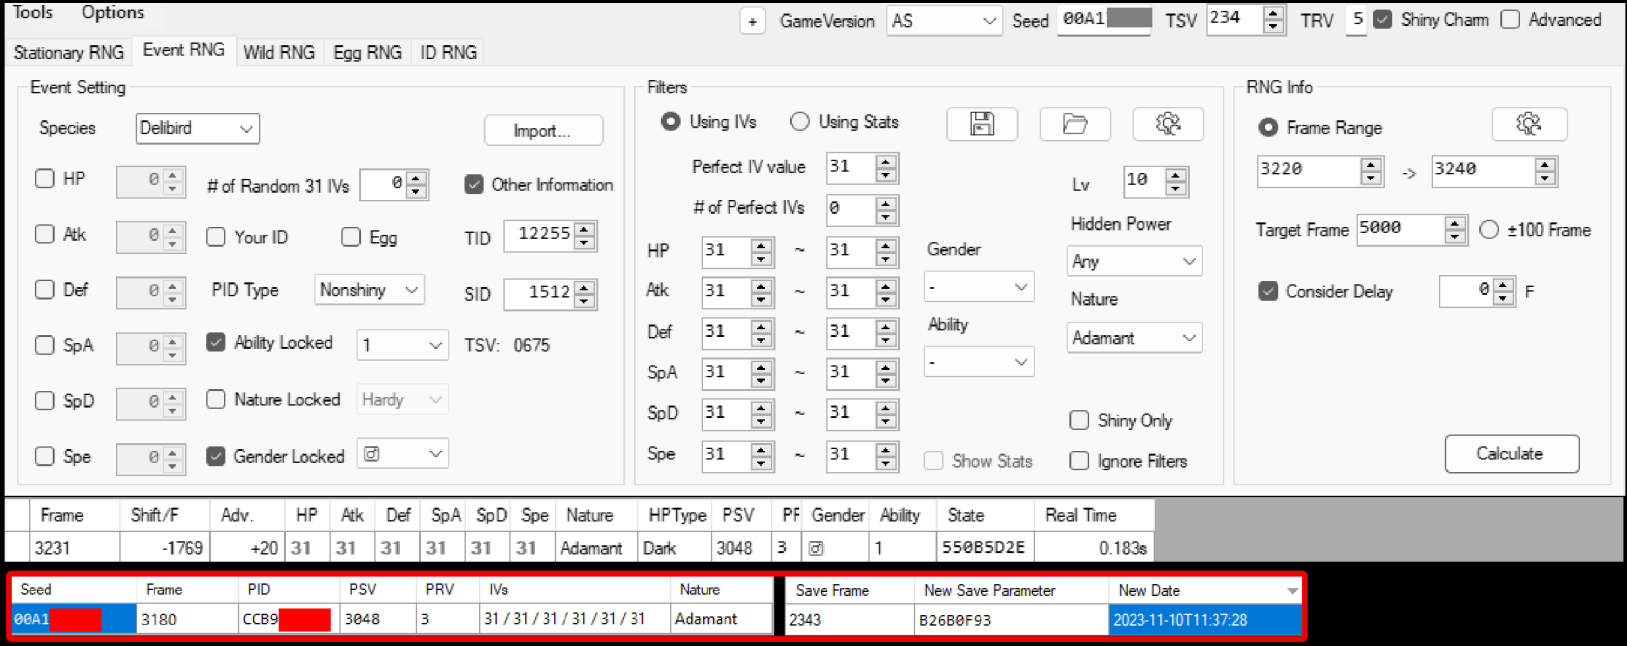 Tools Options
+ GameVersion AS Seed 00A1 TSV 234 TRV 5 Shiny Charm Advanced
Stationary RNG Event RNG Wild RNG Egg RNG ID RNG
Event Setting Filters RNG Info
Species Delibird Import... Using IVs Using Stats Frame Range
HP 0 # of Random 31 IVs 0 Other Information Perfect IV value 31 Lv 10 3220 -> 3240
Atk 0 Your ID Egg TID 12255 # of Perfect IVs 0 Hidden Power Target Frame 5000 ±100 Frame
HP 31 ~ 31 Gender Any
Def 0 PID Type Nonshiny SID 1512 Atk 31 ~ 31 - Nature Consider Delay 0 F
SpA 0 Ability Locked 1 TSV: 0675 Def 31 ~ 31 Ability Adamant
SpA 31 ~ 31 -
SpD 0 Nature Locked Hardy SpD 31 ~ 31 Shiny Only
Spe 0 Gender Locked Spe 31 ~ 31 Show Stats Ignore Filters Calculate
Frame Shift/F Adv. HP Atk Def SpA SpD Spe Nature HPType PSV Gender Ability State Real Time
3231 -1769 +20 31 31 31 31 31 31 Adamant Dark 3048 3 1 550B5D2E 0.183s
Seed Frame PID PSV PRV IVs Nature Save Frame New Save Parameter New Date
00A1 3180 CCB9 3048 3 31 / 31 / 31 / 31 / 31 / 31 Adamant 2343 B26B0F93 2023-11-10T11:37:28